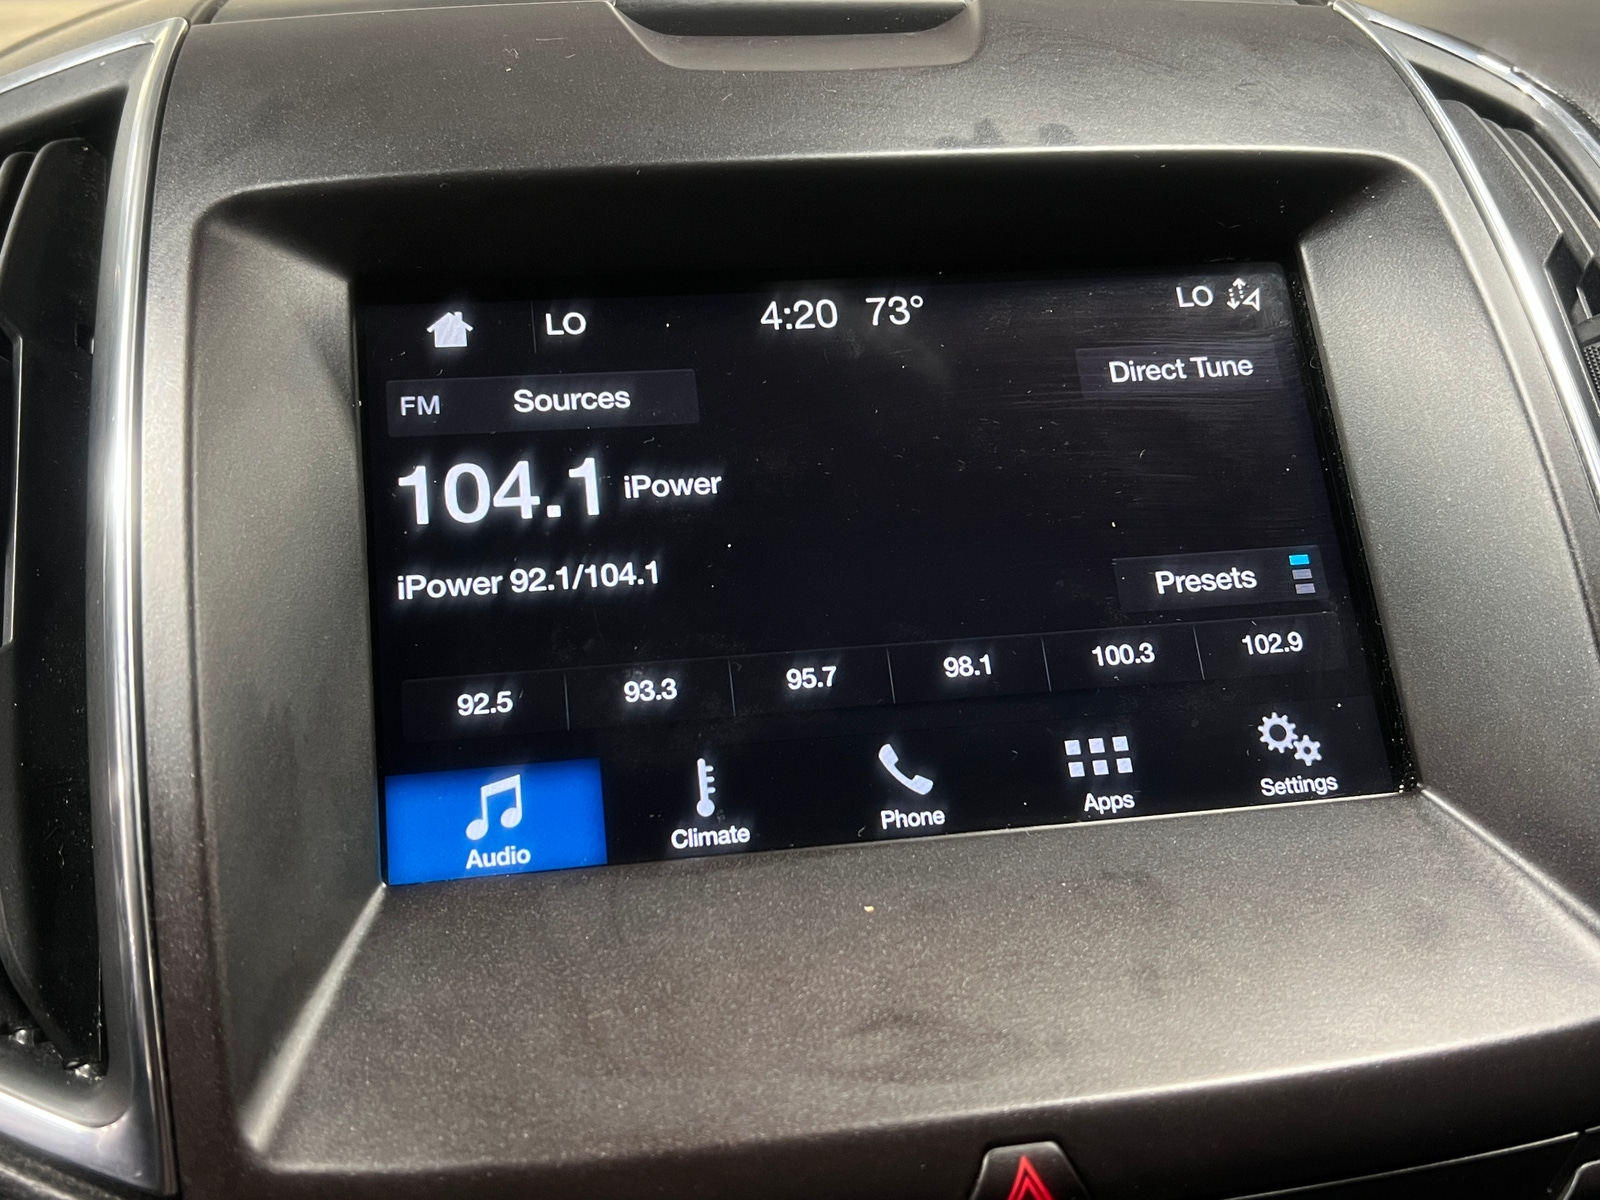 LO 4:20 73° LO
FM Sources Direct Tune
104.1 iPower
iPower 92.1/104.1
Presets
92.5 93.3 95.7 98.1 100.3 102.9
Audio Climate Phone Apps Settings